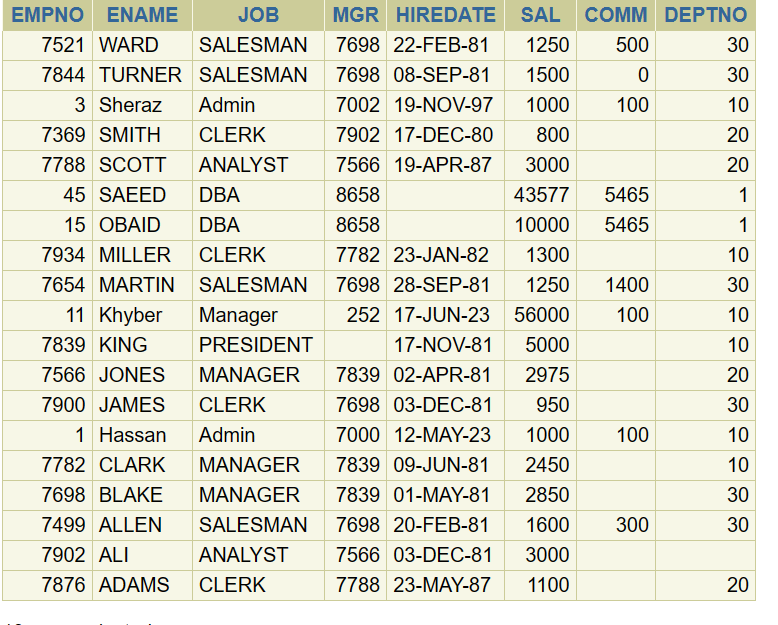 EMPNO ENAME JOB MGR HIREDATE SAL COMM DEPTNO
7521 WARD SALESMAN 7698 22-FEB-81 1250 500 30
7844 TURNER SALESMAN 7698 08-SEP-81 1500 0 30
3 Sheraz Admin 7002 19-NOV-97 1000 100 10
7369 SMITH CLERK 7902 17-DEC-80 800 20
7788 SCOTT ANALYST 7566 19-APR-87 3000 20
45 SAEED DBA 8658 43577 5465 1
15 OBAID DBA 8658 10000 5465 1
7934 MILLER CLERK 7782 23-JAN-82 1300 10
7654 MARTIN SALESMAN 7698 28-SEP-81 1250 1400 30
11 Khyber Manager 252 17-JUN-23 56000 100 10
7839 KING PRESIDENT 17-NOV-81 5000 10
7566 JONES MANAGER 7839 02-APR-81 2975 20
7900 JAMES CLERK 7698 03-DEC-81 950 30
1 Hassan Admin 7000 12-MAY-23 1000 100 10
7782 CLARK MANAGER 7839 09-JUN-81 2450 10
7698 BLAKE MANAGER 7839 01-MAY-81 2850 30
7499 ALLEN SALESMAN 7698 20-FEB-81 1600 300 30
7902 ALI ANALYST 7566 03-DEC-81 3000
7876 ADAMS CLERK 7788 23-MAY-87 1100 20